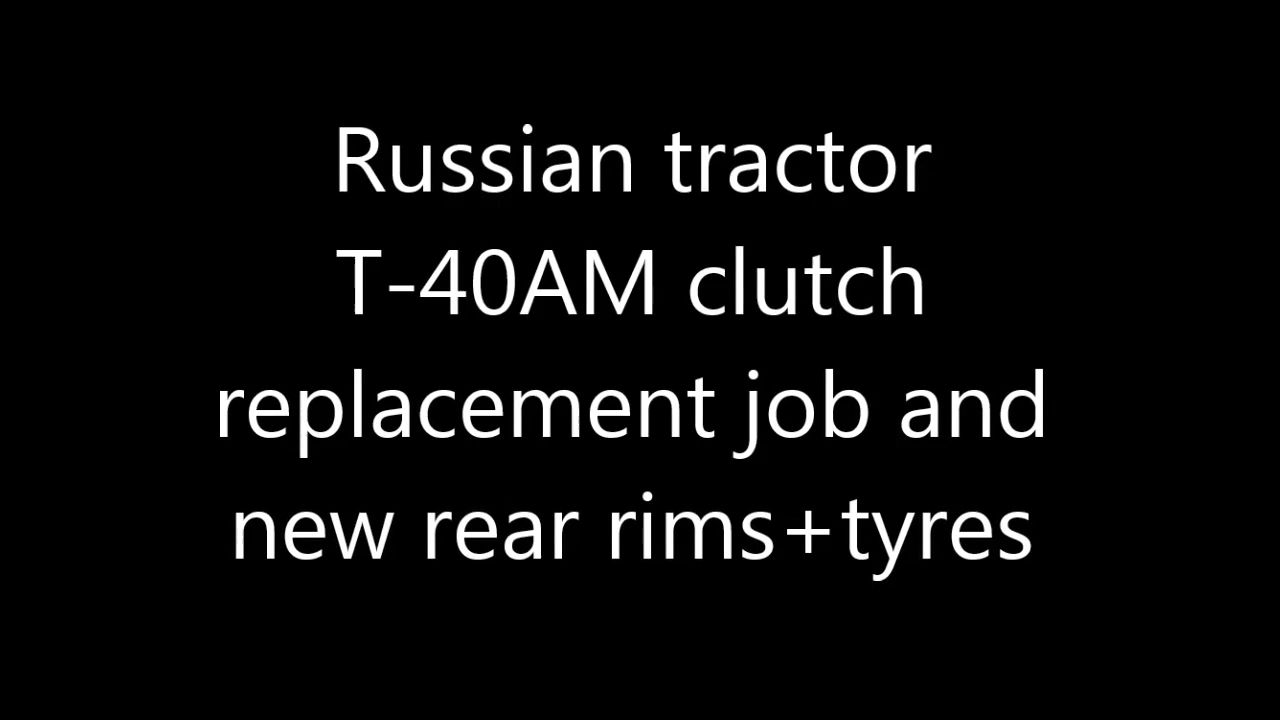 Russian tractor
T-40AM clutch
replacement job and
new rear rims+tyres